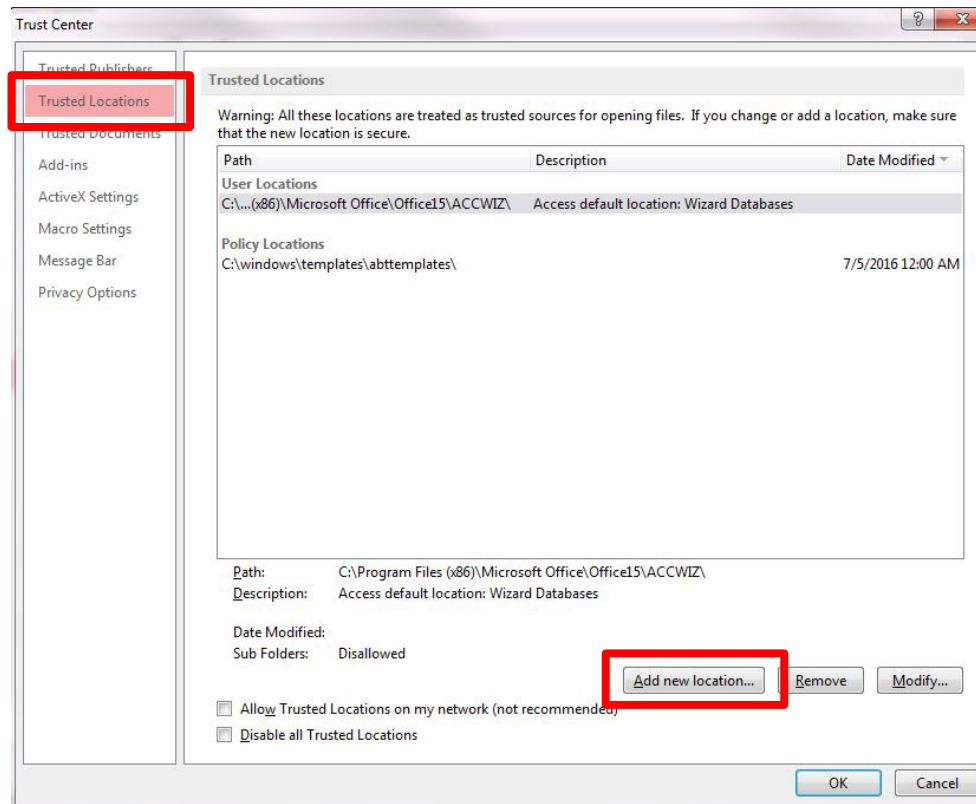 Trust Center
Trusted Publishers
Trusted Locations
Trusted Documents
Add-ins
ActiveX Settings
Macro Settings
Message Bar
Privacy Options
Trusted Locations
Warning: All these locations are treated as trusted sources for opening files. If you change or add a location, make sure
that the new location is secure.
Path Description Date Modified
User Locations
C:\...(x86)\Microsoft Office\Office15\ACCWIZ\ Access default location: Wizard Databases
Policy Locations
C:\windows\templates\abttemplates\ 7/5/2016 12:00 AM
Path: C:\Program Files (x86)\Microsoft Office\Office15\ACCWIZ\
Description: Access default location: Wizard Databases
Date Modified:
Sub Folders: Disallowed
Add new location... Remove Modify...
Allow Trusted Locations on my network (not recommended)
Disable all Trusted Locations
OK Cancel